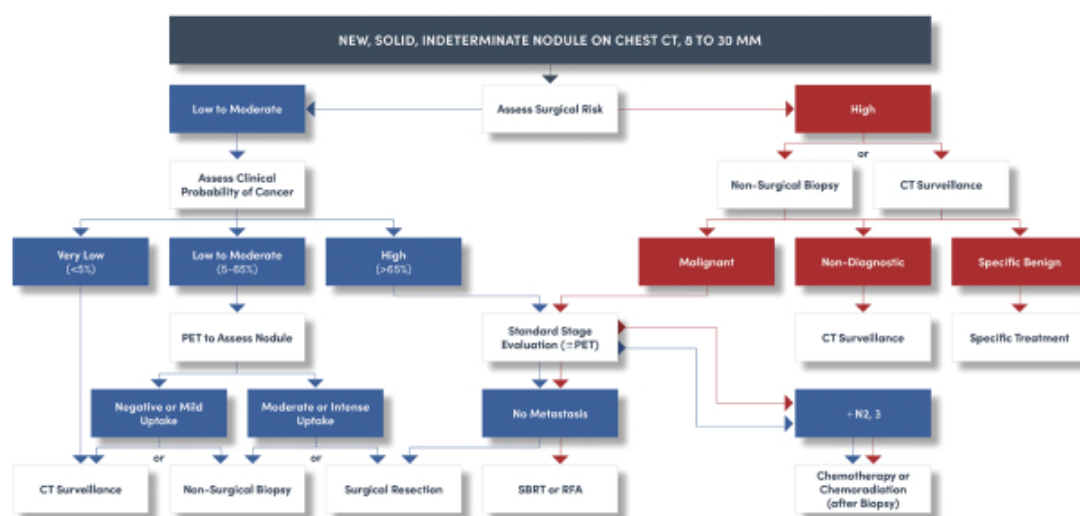 NEW, SOLID, INDETERMINATE NODULE ON CHEST CT, 8 TO 30 MM
Low to Moderate
Assess Surgical Risk
High
or
Assess Clinical
Probability of Cancer
Non-Surgical Biopsy
CT Surveillance
Very Low
(<5%)
Low to Moderate
(5-65%)
High
(>65%)
Malignant
Non-Diagnostic
Specific Benign
PET to Assess Nodule
Standard Stage
Evaluation (±PET)
CT Surveillance
Specific Treatment
Negative or Mild
Uptake
Moderate or Intense
Uptake
No Metastasis
+ N2, 3
or
or
CT Surveillance
Non-Surgical Biopsy
Surgical Resection
SBRT or RFA
Chemotherapy or
Chemoradiation
(after Biopsy)